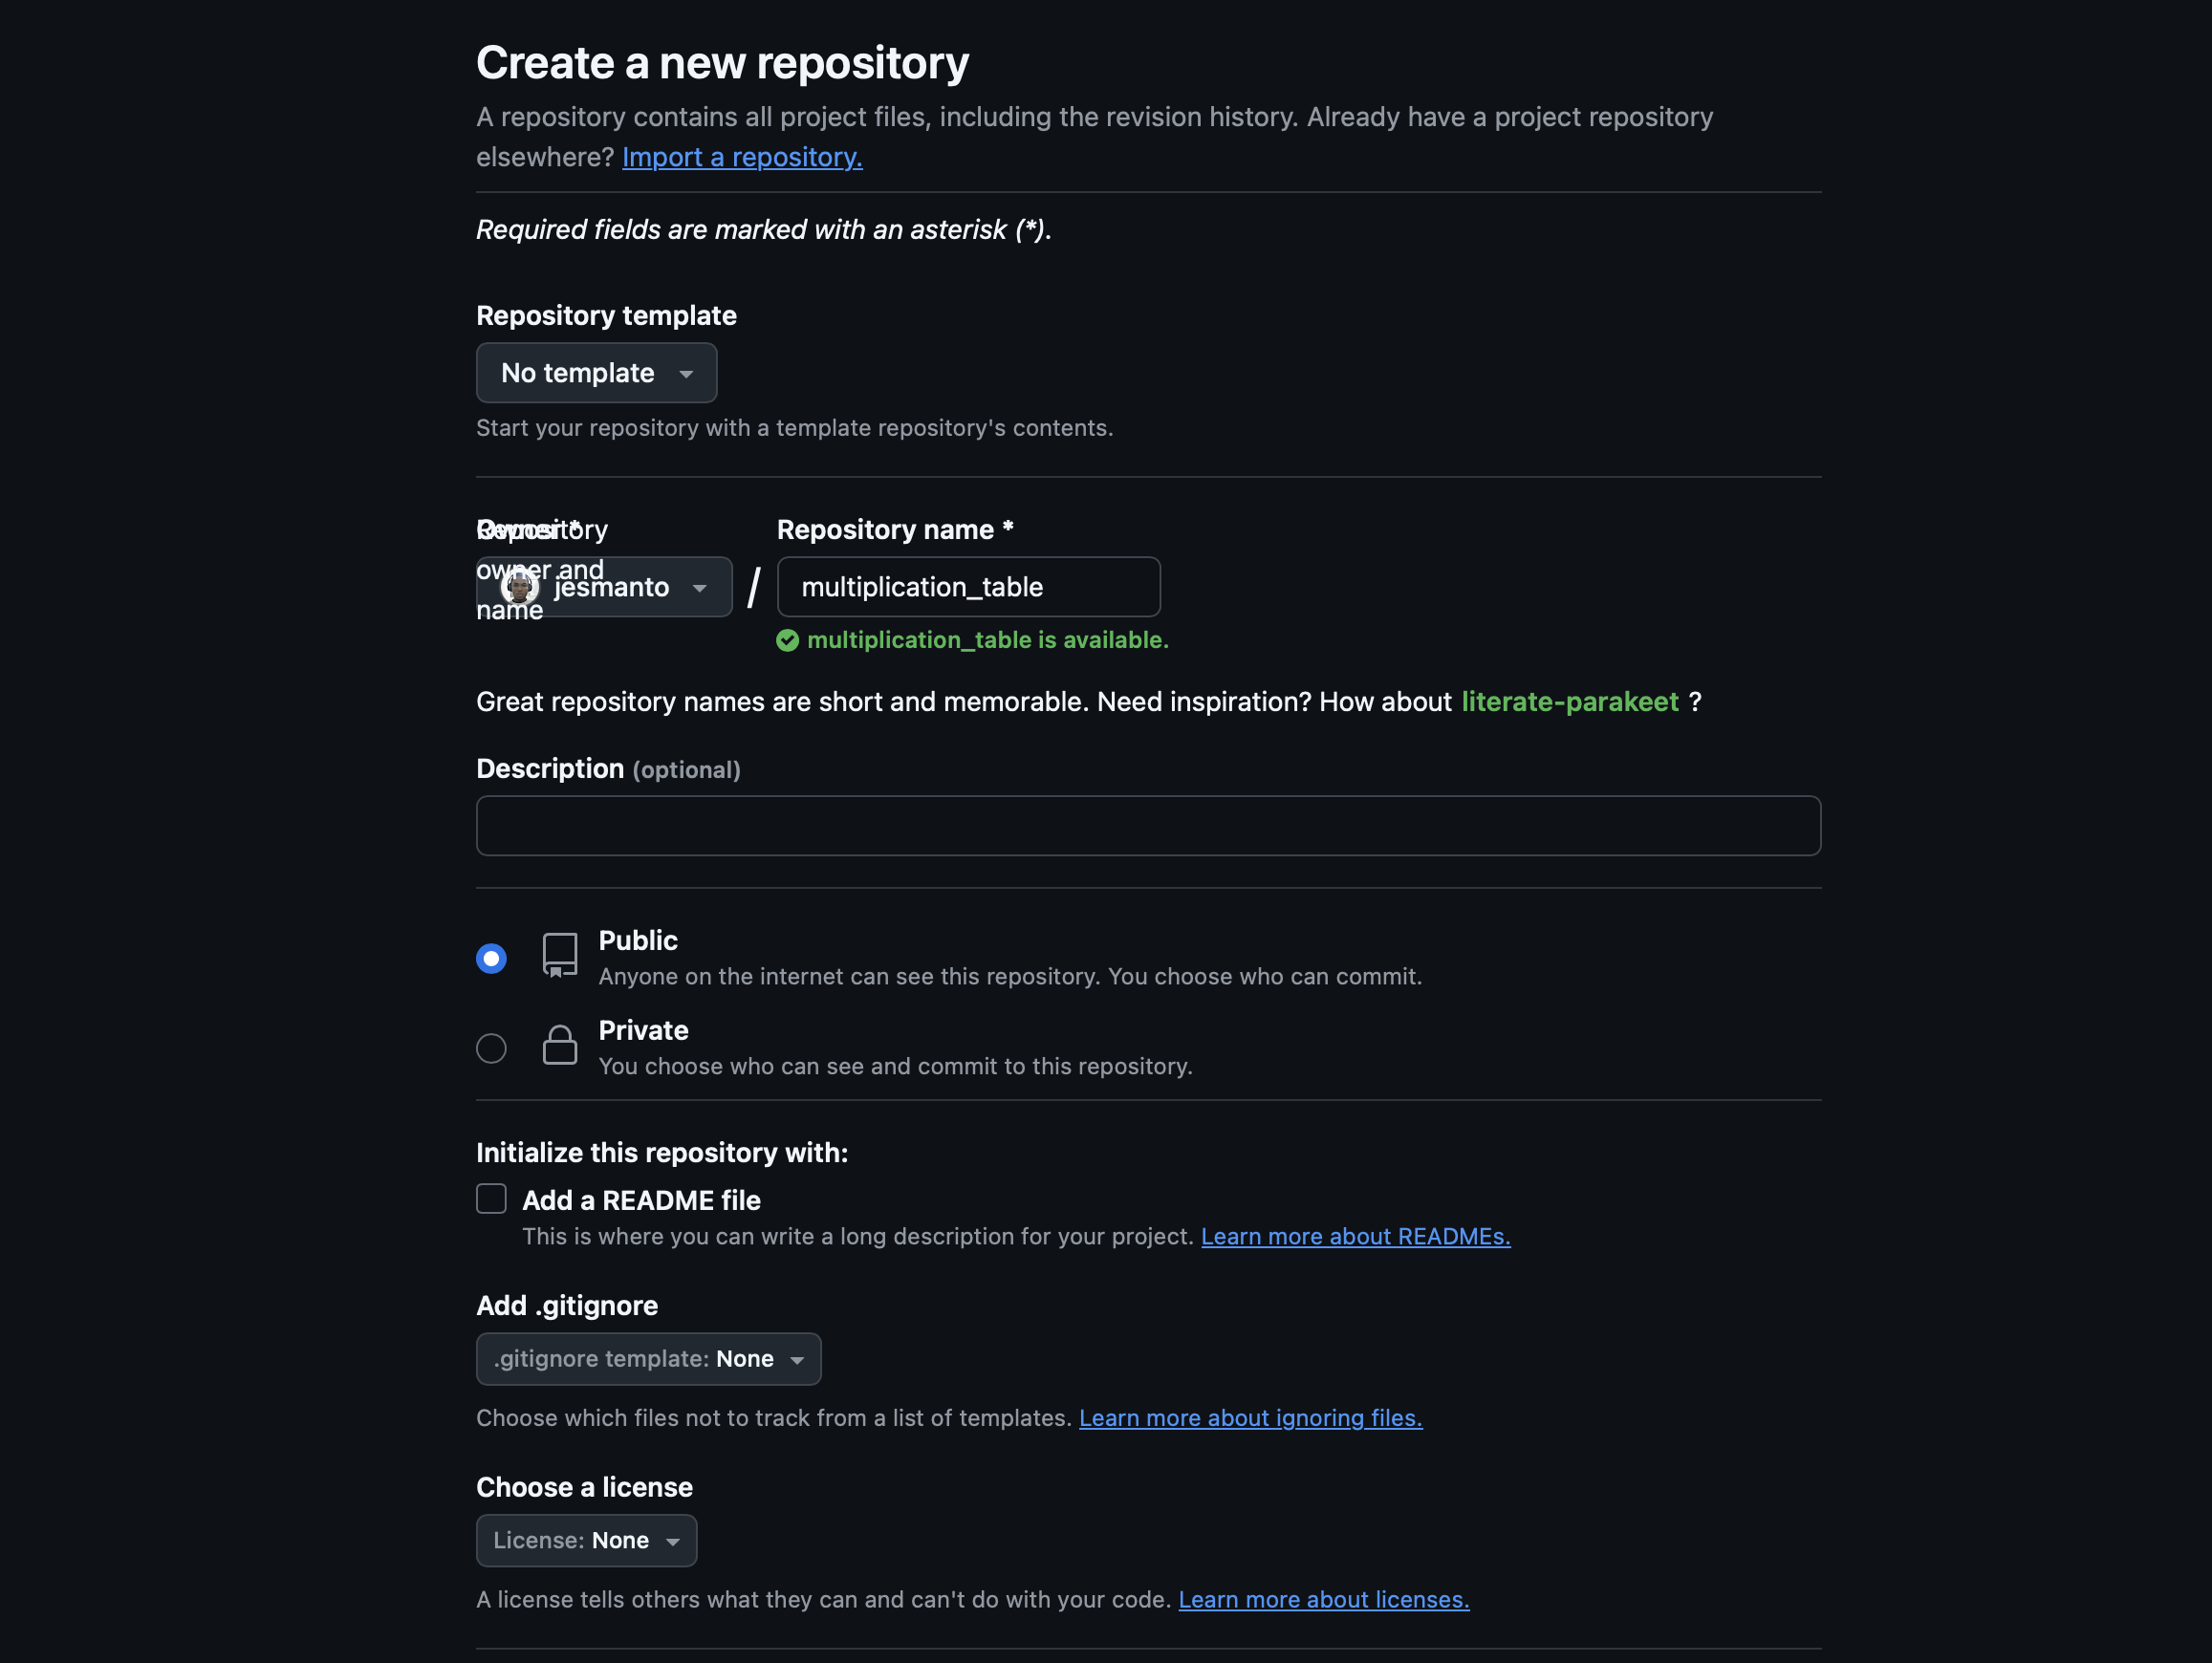 Create a new repository
A repository contains all project files, including the revision history. Already have a project repository
elsewhere? Import a repository.
Required fields are marked with an asterisk (*).
Repository template
No template
Start your repository with a template repository's contents.
Repository
owner and
name
Owner *
jesmanto
/
Repository name *
multiplication_table
multiplication_table is available.
Great repository names are short and memorable. Need inspiration? How about literate-parakeet ?
Description (optional)
Public
Anyone on the internet can see this repository. You choose who can commit.
Private
You choose who can see and commit to this repository.
Initialize this repository with:
Add a README file
This is where you can write a long description for your project. Learn more about READMEs.
Add .gitignore
.gitignore template: None
Choose which files not to track from a list of templates. Learn more about ignoring files.
Choose a license
License: None
A license tells others what they can and can't do with your code. Learn more about licenses.